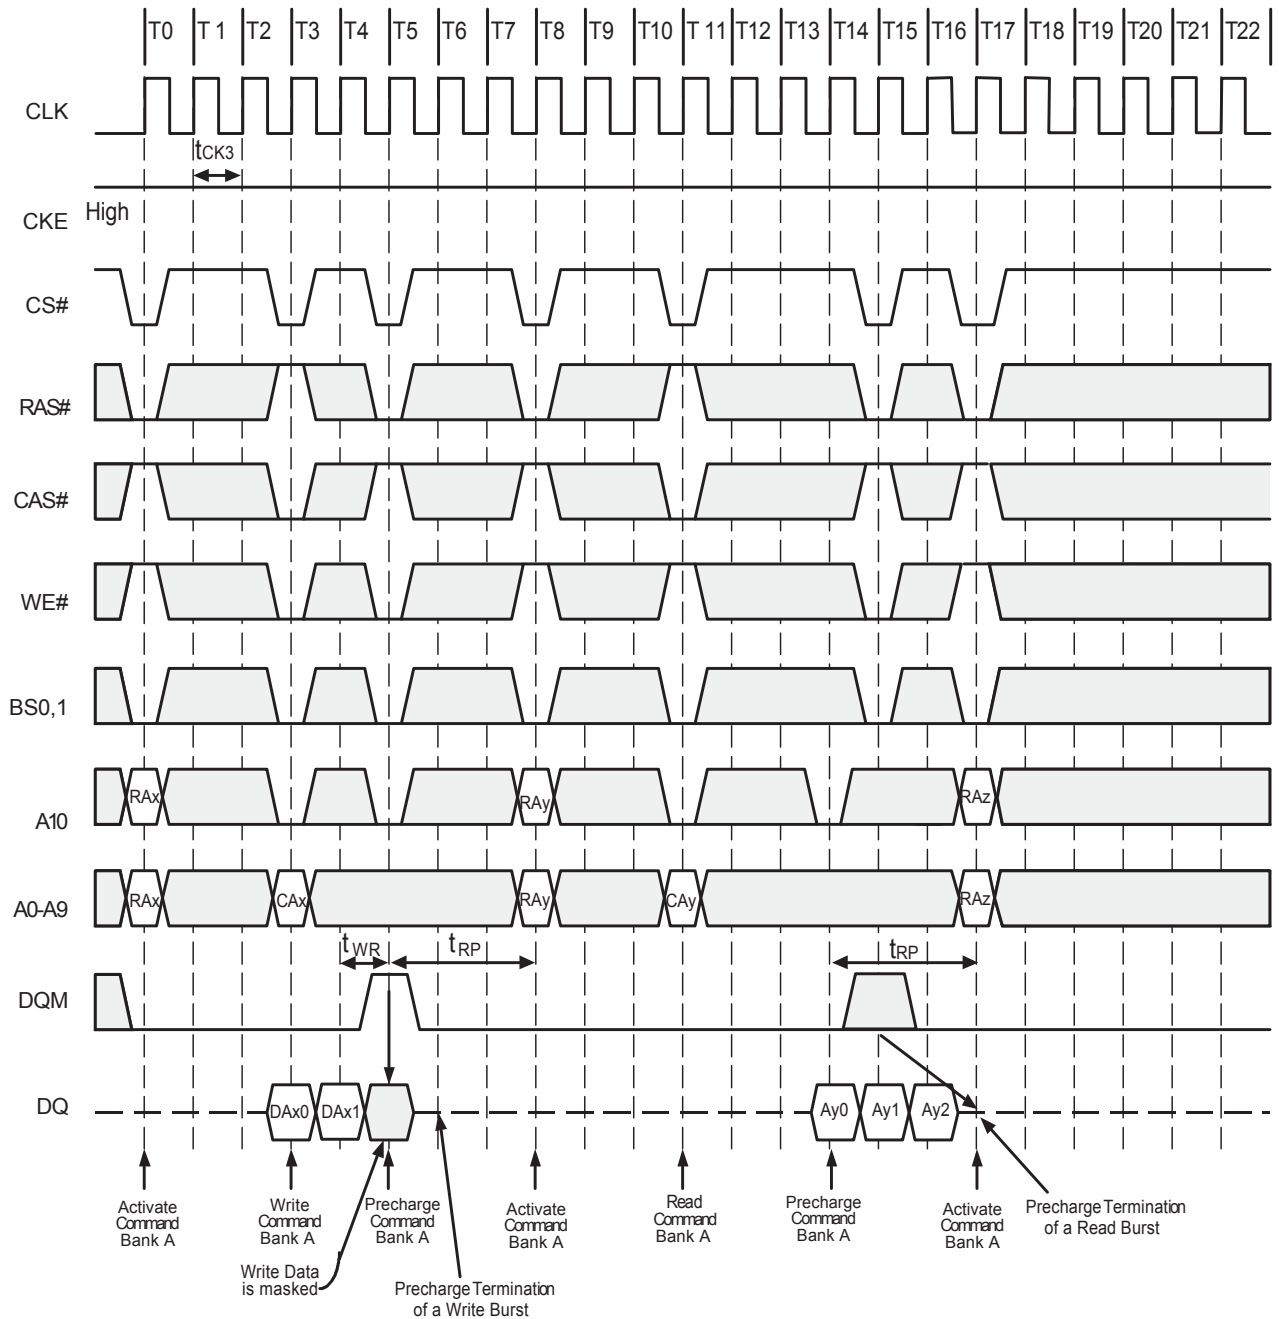 T0 T 1 T2 T3 T4 T5 T6 T7 T8 T9 T10 T 11 T12 T13 T14 T15 T16 T17 T18 T19 T20 T21 T22
CLK
tCK3
High
CKE
CS#
RAS#
CAS#
WE#
BS0,1
RAx RAy RAz
A10
RAx CAx RAy CAy RAz
A0-A9
tWR tRP tRP
DQM
DQ DAx0 DAx1 Ay0 Ay1 Ay2
Activate
Command
Bank A
Write
Command
Bank A
Precharge
Command
Bank A
Activate
Command
Bank A
Read
Command
Bank A
Precharge
Command
Bank A
Activate
Command
Bank A
Precharge Termination
of a Read Burst
Write Data
is masked
Precharge Termination
of a Write Burst